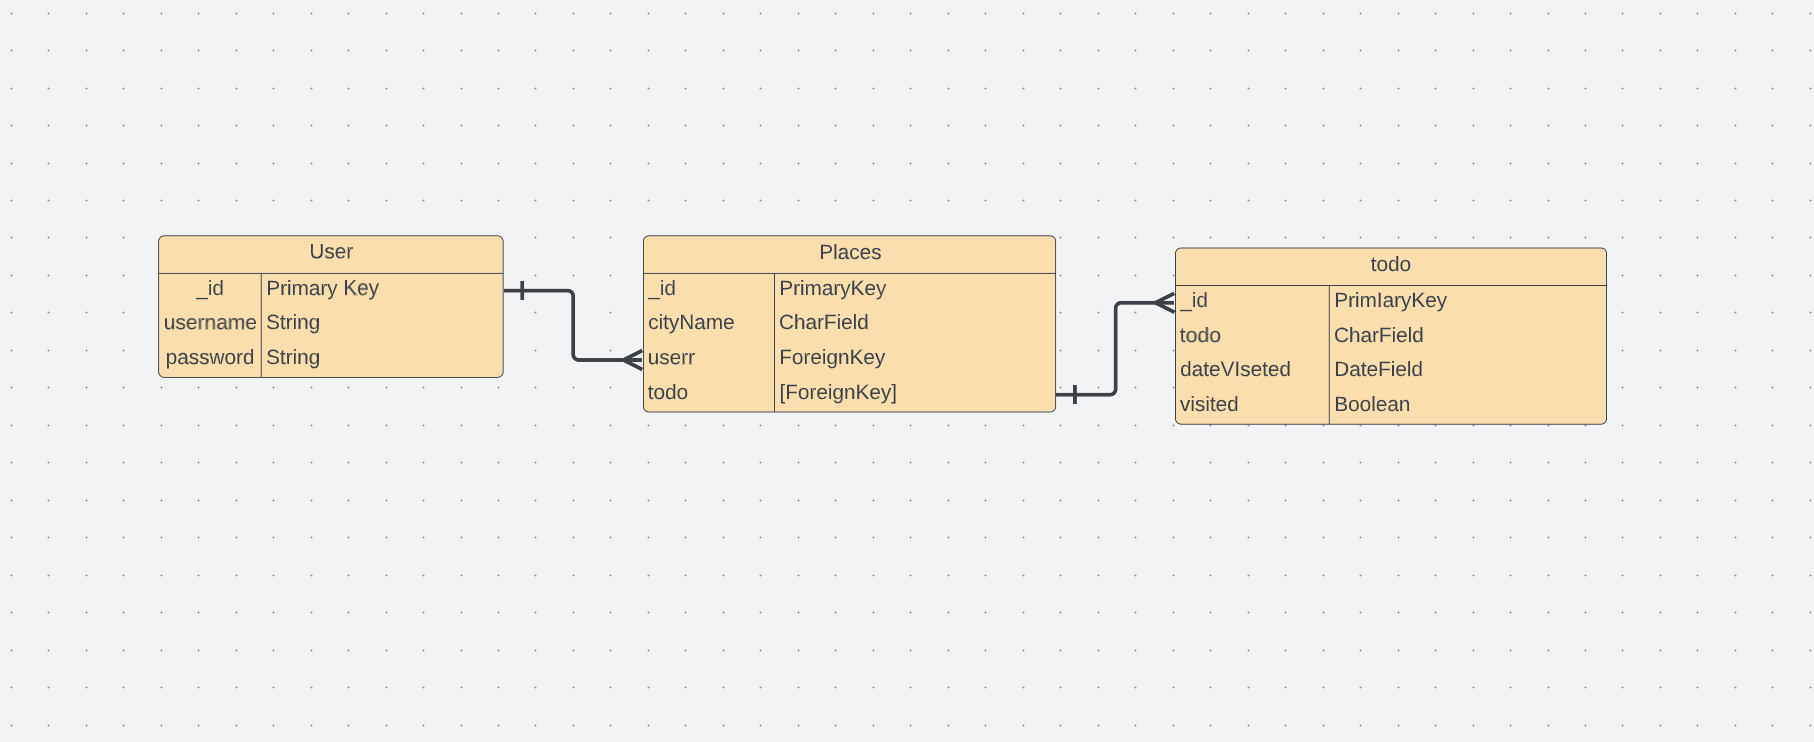 User
_id Primary Key
username String
password String
Places
_id PrimaryKey
cityName CharField
userr ForeignKey
todo [ForeignKey]
todo
_id PrimIaryKey
todo CharField
dateVIseted DateField
visited Boolean